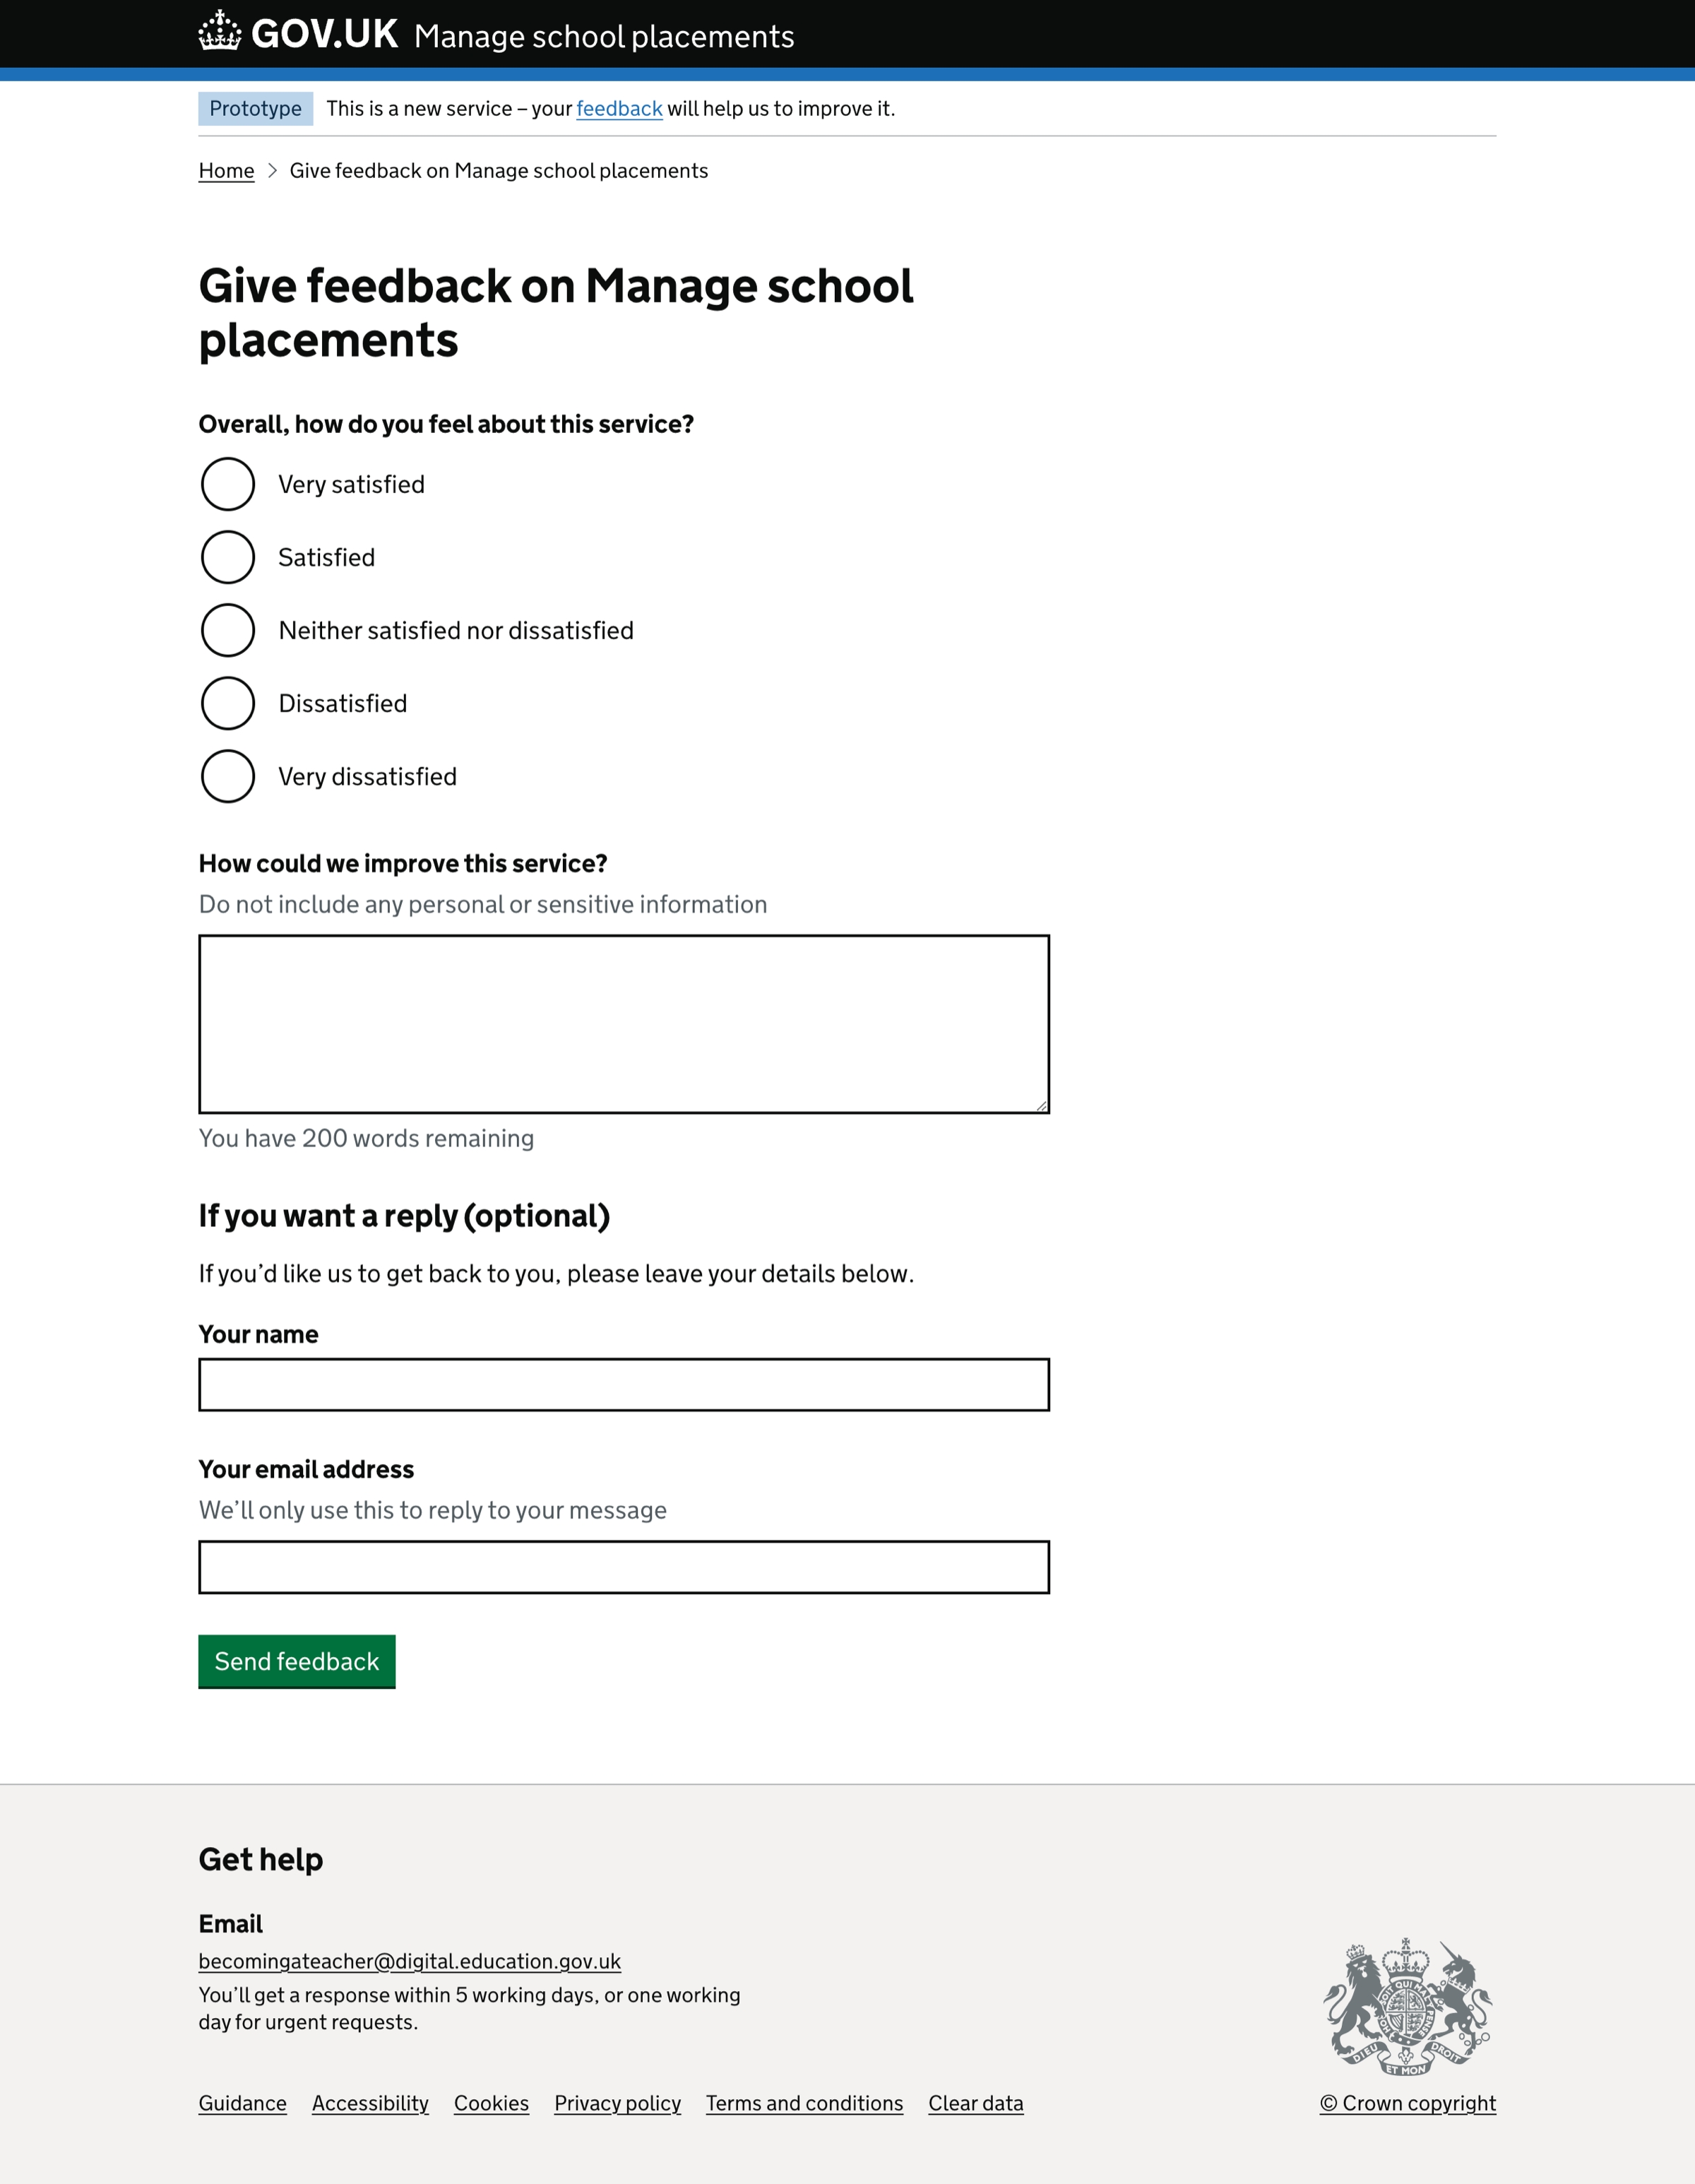 GOV.UK Manage school placements
Prototype This is a new service – your feedback will help us to improve it.
Home > Give feedback on Manage school placements
Give feedback on Manage school
placements
Overall, how do you feel about this service?
Very satisfied
Satisfied
Neither satisfied nor dissatisfied
Dissatisfied
Very dissatisfied
How could we improve this service?
Do not include any personal or sensitive information
You have 200 words remaining
If you want a reply (optional)
If you’d like us to get back to you, please leave your details below.
Your name
Your email address
We’ll only use this to reply to your message
Send feedback
Get help
Email
becomingateacher@digital.education.gov.uk
You’ll get a response within 5 working days, or one working
day for urgent requests.
DIEU ET MON DROIT
Guidance Accessibility Cookies Privacy policy Terms and conditions Clear data
© Crown copyright